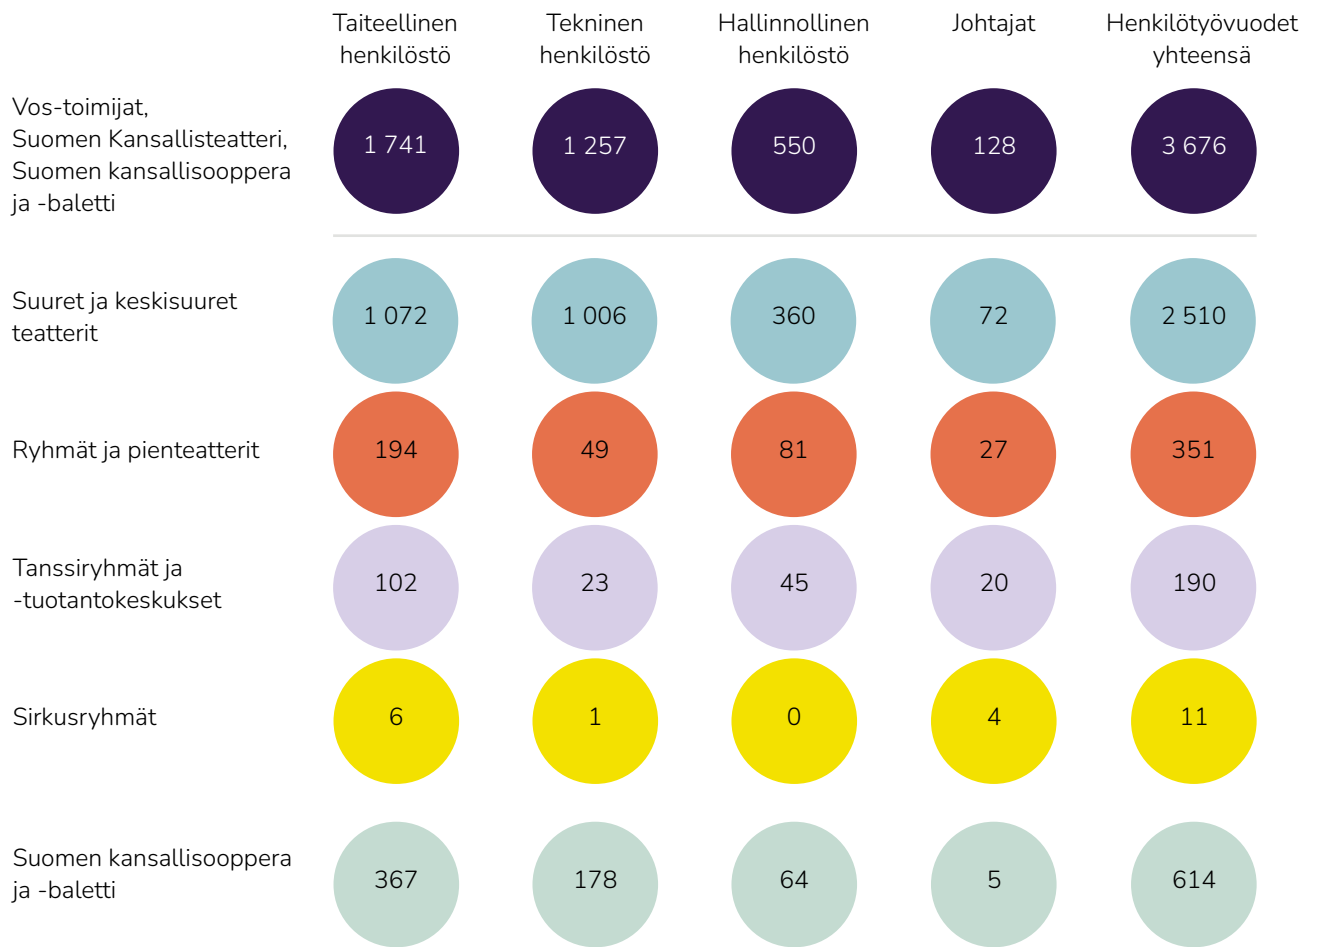 Taiteellinen
henkilöstö
Tekninen
henkilöstö
Hallinnollinen
henkilöstö
Johtajat
Henkilötyövuodet
yhteensä
Vos-toimijat,
Suomen Kansallisteatteri,
Suomen kansallisooppera
ja -baletti
1 741
1 257
550
128
3 676
Suuret ja keskisuuret
teatterit
1 072
1 006
360
72
2 510
Ryhmät ja pienteatterit
194
49
81
27
351
Tanssiryhmät ja
-tuotantokeskukset
102
23
45
20
190
Sirkusryhmät
6
1
0
4
11
Suomen kansallisooppera
ja -baletti
367
178
64
5
614